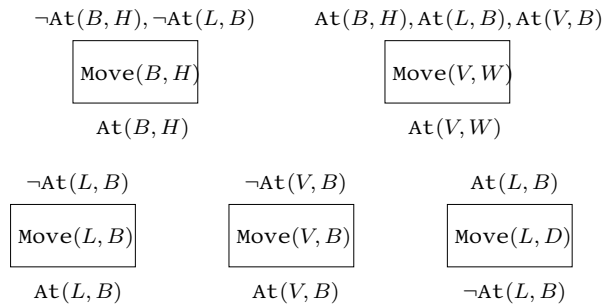 ¬At(B, H), ¬At(L, B) At(B, H), At(L, B), At(V, B)
Move(B, H) Move(V, W)
At(B, H) At(V, W)
¬At(L, B) ¬At(V, B) At(L, B)
Move(L, B) Move(V, B) Move(L, D)
At(L, B) At(V, B) ¬At(L, B)